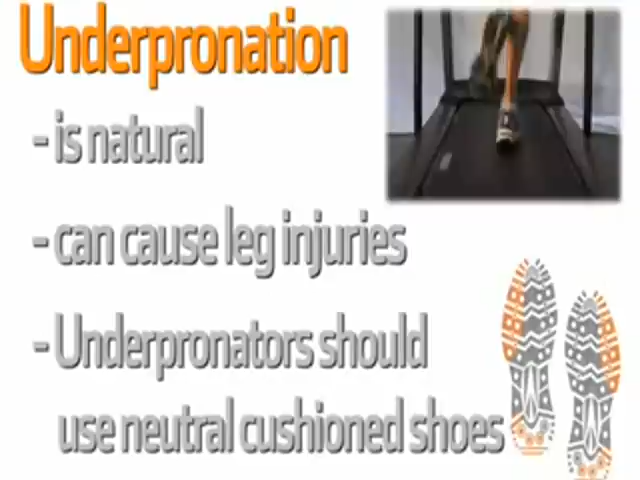 Underpronation
- is natural
- can cause leg injuries
- Underpronators should
use neutral cushioned shoes